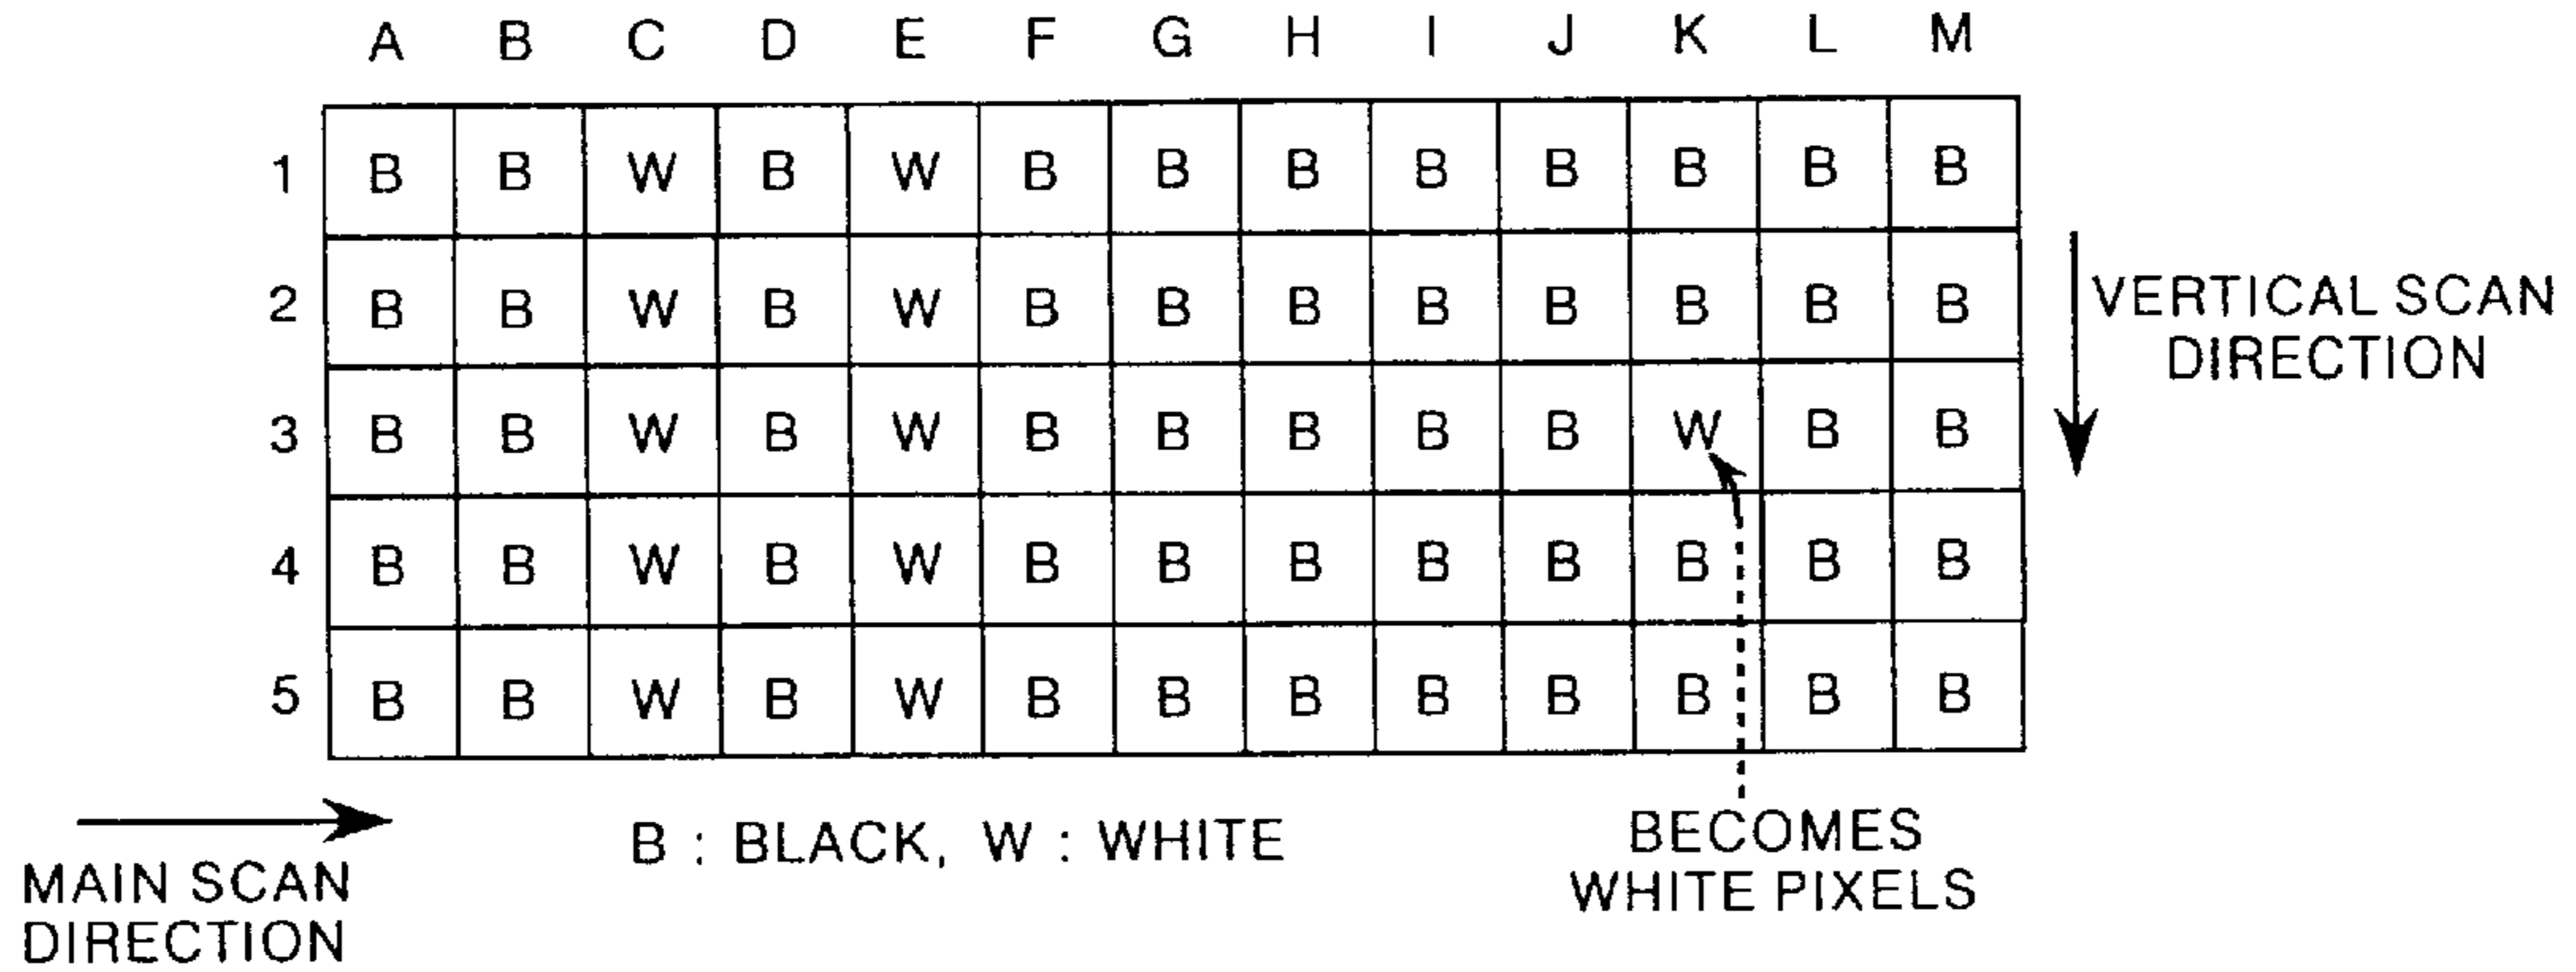 A B C D E F G H I J K L M
1 B B W B W B B B B B B B B
2 B B W B W B B B B B B B B
VERTICAL SCAN
DIRECTION
3 B B W B W B B B B B W B B
4 B B W B W B B B B B B B B
5 B B W B W B B B B B B B B
MAIN SCAN
DIRECTION
B : BLACK, W : WHITE
BECOMES
WHITE PIXELS